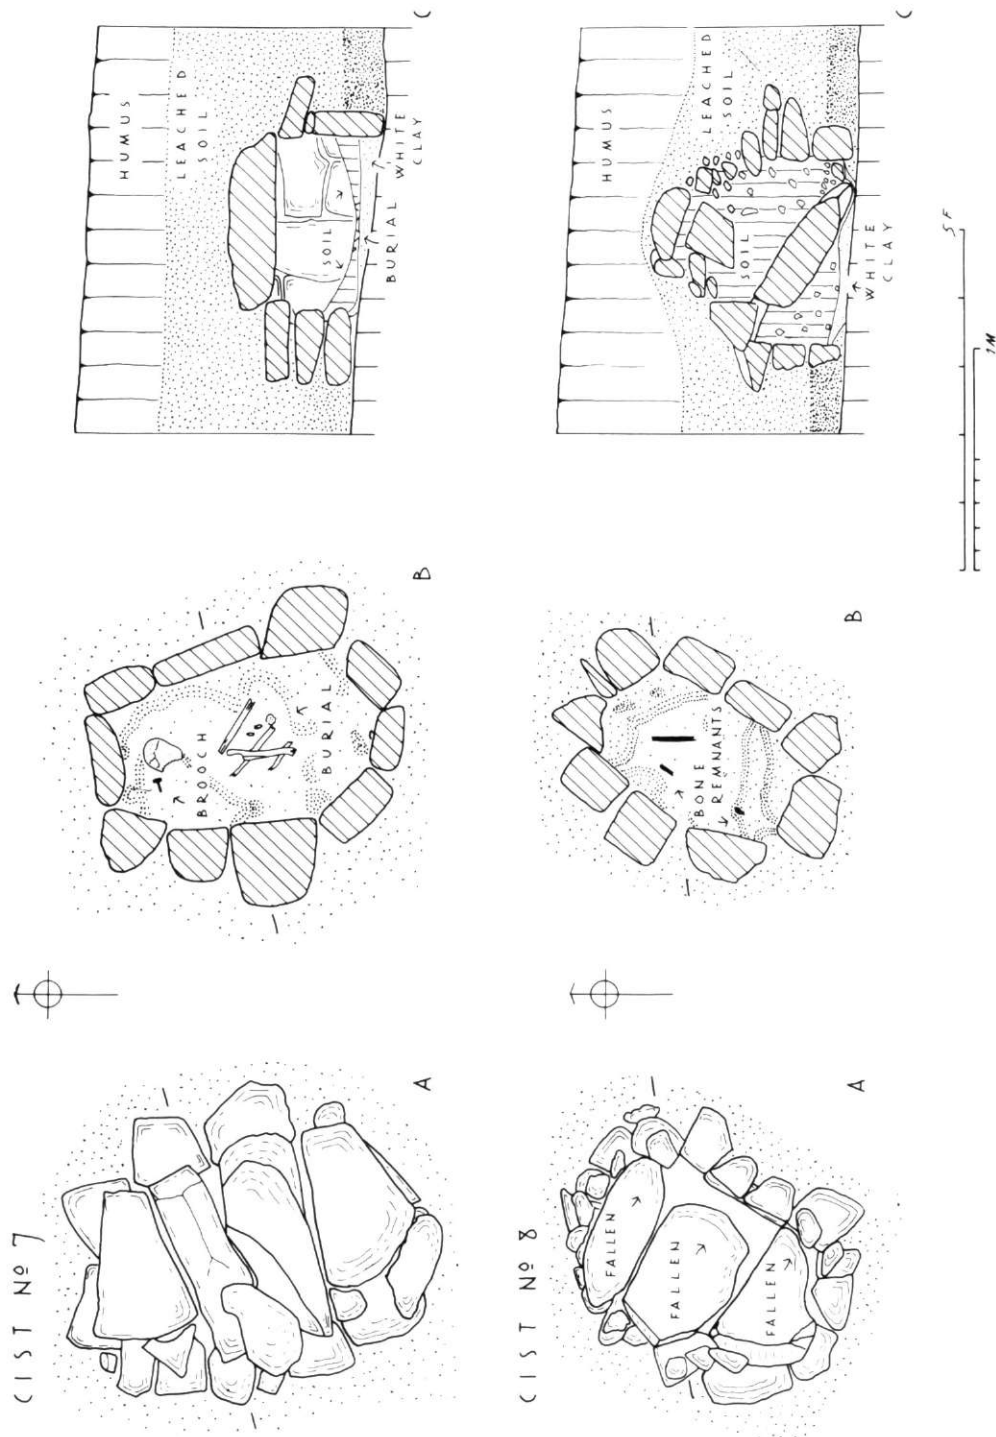 CIST Nº 7
A
B
BROOCH
BURIAL
C
HUMUS
LEACHED
SOIL
SOIL
BURIAL
WHITE
CLAY
CIST Nº 8
FALLEN
FALLEN
FALLEN
A
B
BONE
REMNANTS
C
HUMUS
LEACHED
SOIL
SOIL
WHITE
CLAY
5 F
1M